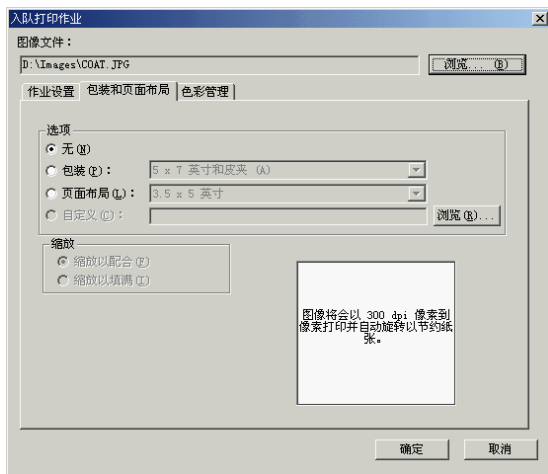 入队打印作业
图像文件：
D:\Images\COAT.JPG
浏览... (B)
作业设置 包装和页面布局 色彩管理
选项
无(N)
包装(P)： 5 x 7 英寸和皮夹 (A)
页面布局(L)： 3.5 x 5 英寸
自定义(C)： 浏览(R)...
缩放
缩放以配合(F)
缩放以填满(I)
图像将会以 300 dpi 像素到
像素打印并自动旋转以节约纸
张。
确定 取消